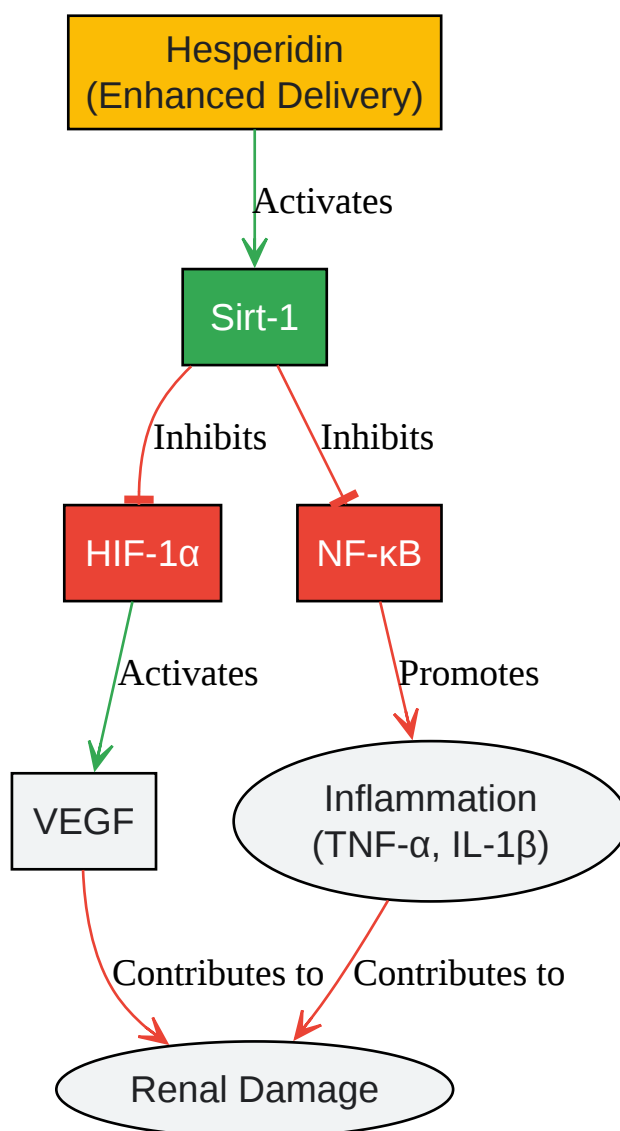 Hesperidin
(Enhanced Delivery)
Activates
Sirt-1
Inhibits
Inhibits
HIF-1α
NF-κB
Activates
Promotes
VEGF
Inflammation
(TNF-α, IL-1β)
Contributes to
Contributes to
Renal Damage